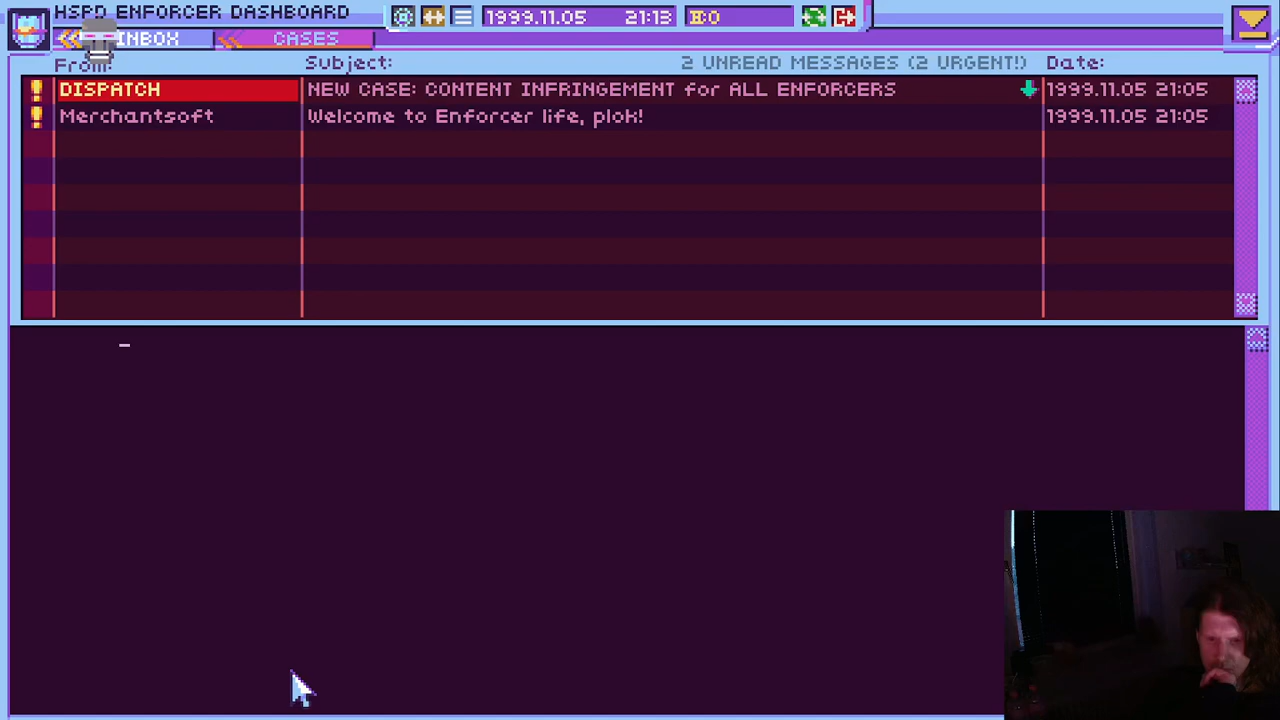 HSPD ENFORCER DASHBOARD
1999.11.05 21:13
0
INBOX
CASES
From:
Subject:
2 UNREAD MESSAGES (2 URGENT!)
Date:
DISPATCH
NEW CASE: CONTENT INFRINGEMENT for ALL ENFORCERS
1999.11.05 21:05
Merchantsoft
Welcome to Enforcer life, plok!
1999.11.05 21:05